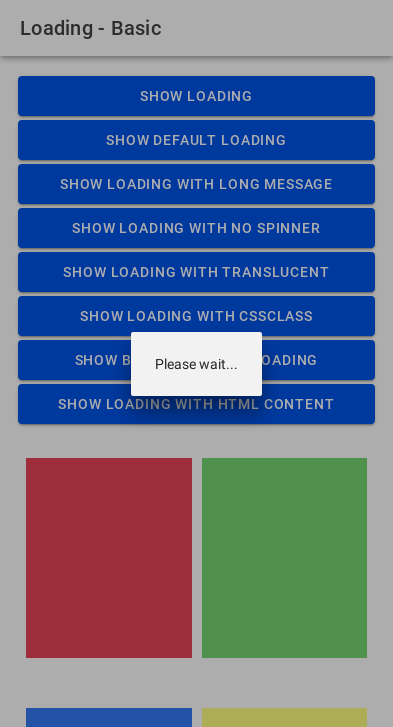 Loading - Basic
SHOW LOADING
SHOW DEFAULT LOADING
SHOW LOADING WITH LONG MESSAGE
SHOW LOADING WITH NO SPINNER
SHOW LOADING WITH TRANSLUCENT
SHOW LOADING WITH CSSCLASS
SHOW B OADING
Please wait...
SHOW LOADING WITH HTML CONTENT